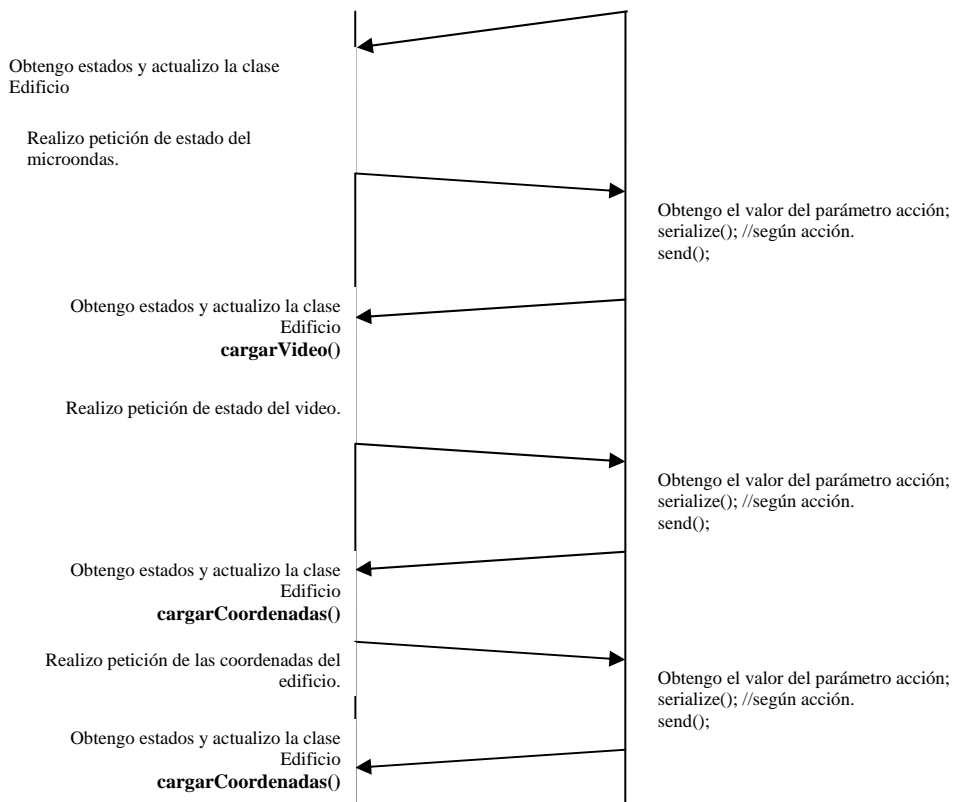 Obtengo estados y actualizo la clase
Edificio
Realizo petición de estado del
microondas.
Obtengo el valor del parámetro acción;
serialize(); //según acción.
send();
Obtengo estados y actualizo la clase
Edificio
cargarVideo()
Realizo petición de estado del video.
Obtengo el valor del parámetro acción;
serialize(); //según acción.
send();
Obtengo estados y actualizo la clase
Edificio
cargarCoordenadas()
Realizo petición de las coordenadas del
edificio.
Obtengo el valor del parámetro acción;
serialize(); //según acción.
send();
Obtengo estados y actualizo la clase
Edificio
cargarCoordenadas()